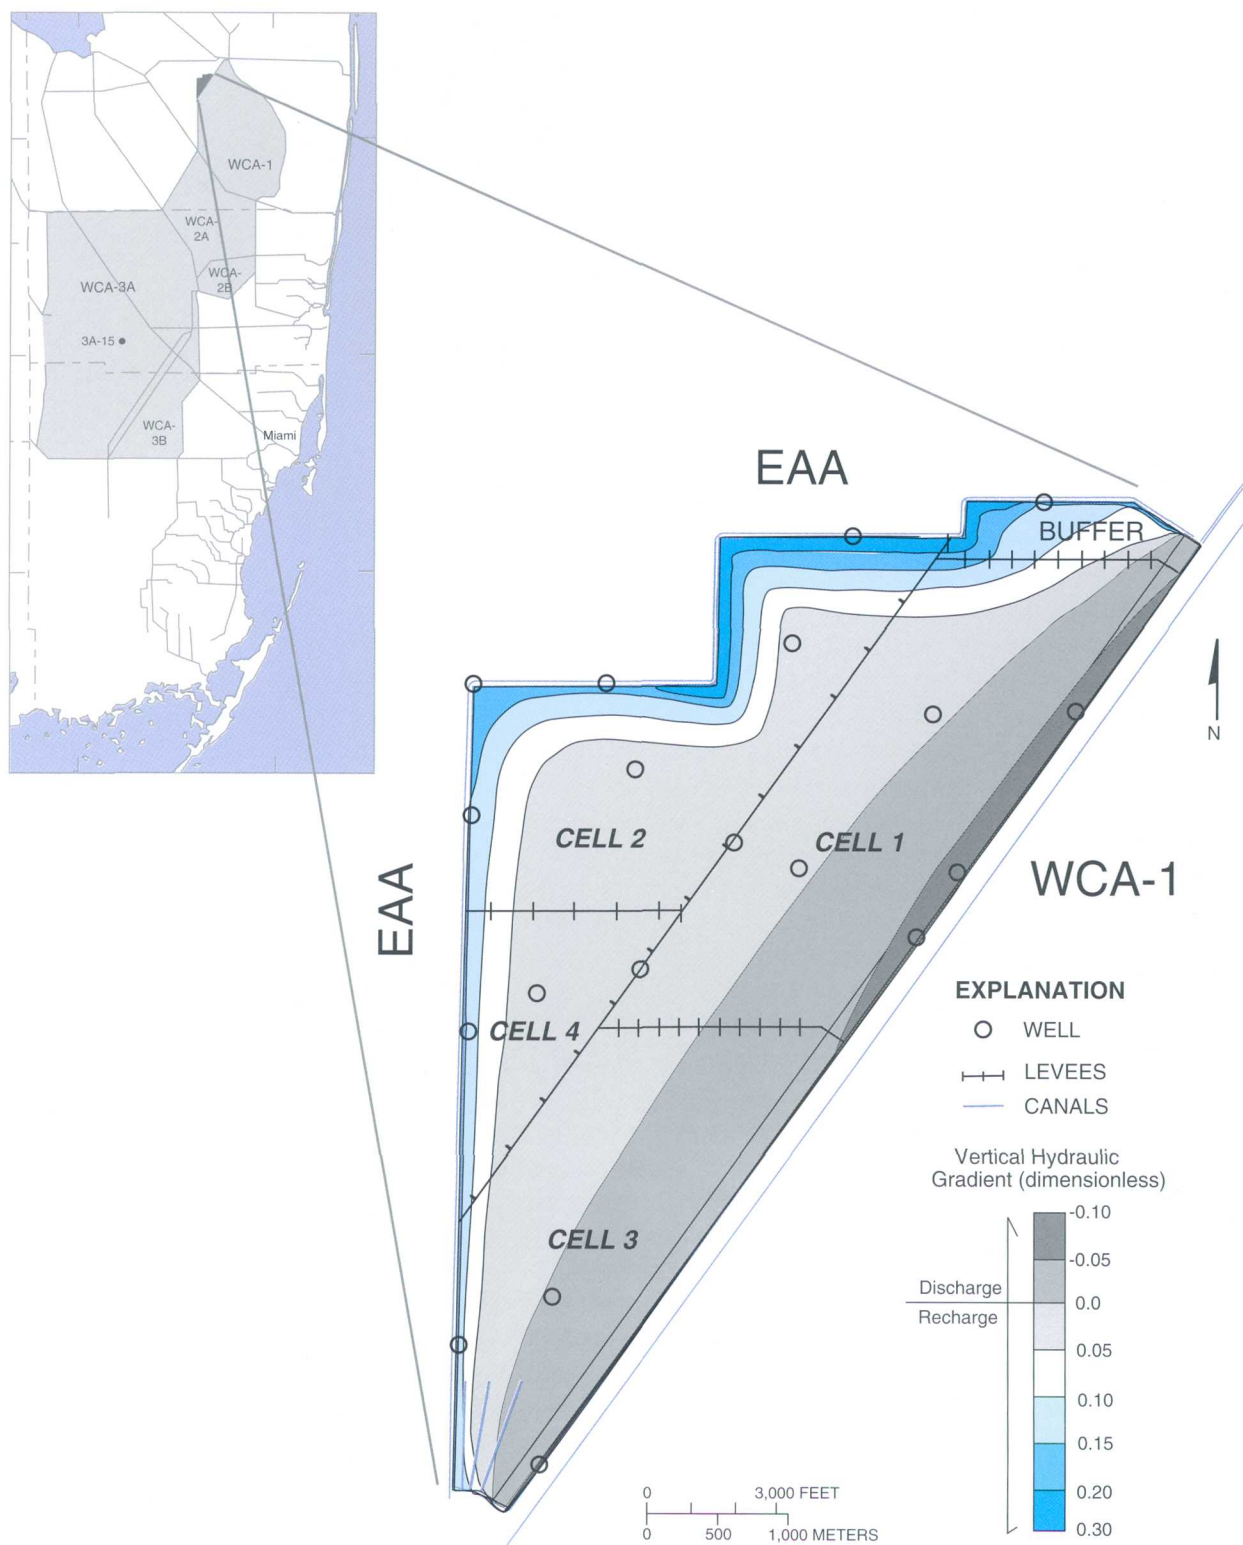 WCA-1
WCA-
2A
WCA-
2B
WCA-3A
3A-15
WCA-
3B
Miami
EAA
BUFFER
N
CELL 2
CELL 1
EAA
WCA-1
CELL 4
CELL 3
EXPLANATION
WELL
LEVEES
CANALS
Vertical Hydraulic
Gradient (dimensionless)
-0.10
-0.05
Discharge
0.0
Recharge
0.05
0.10
0.15
0.20
0.30
0 3,000 FEET
0 500 1,000 METERS